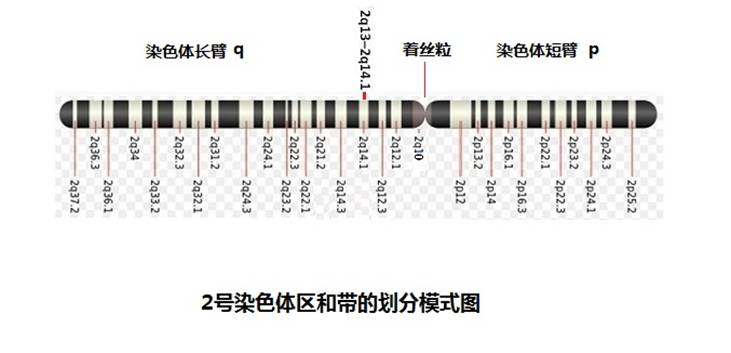 染色体长臂 q
2q13–2q14.1
着丝粒
染色体短臂 p
2q37.2
2q36.3
2q36.1
2q34
2q33.2
2q32.3
2q32.1
2q31.2
2q24.3
2q24.1
2q23.2
2q22.3
2q22.1
2q21.2
2q14.3
2q14.1
2q12.3
2q12.1
2q10
2p12
2p13.2
2p14
2p16.1
2p16.3
2p22.1
2p22.3
2p23.2
2p24.1
2p24.3
2p25.2
2号染色体区和带的划分模式图